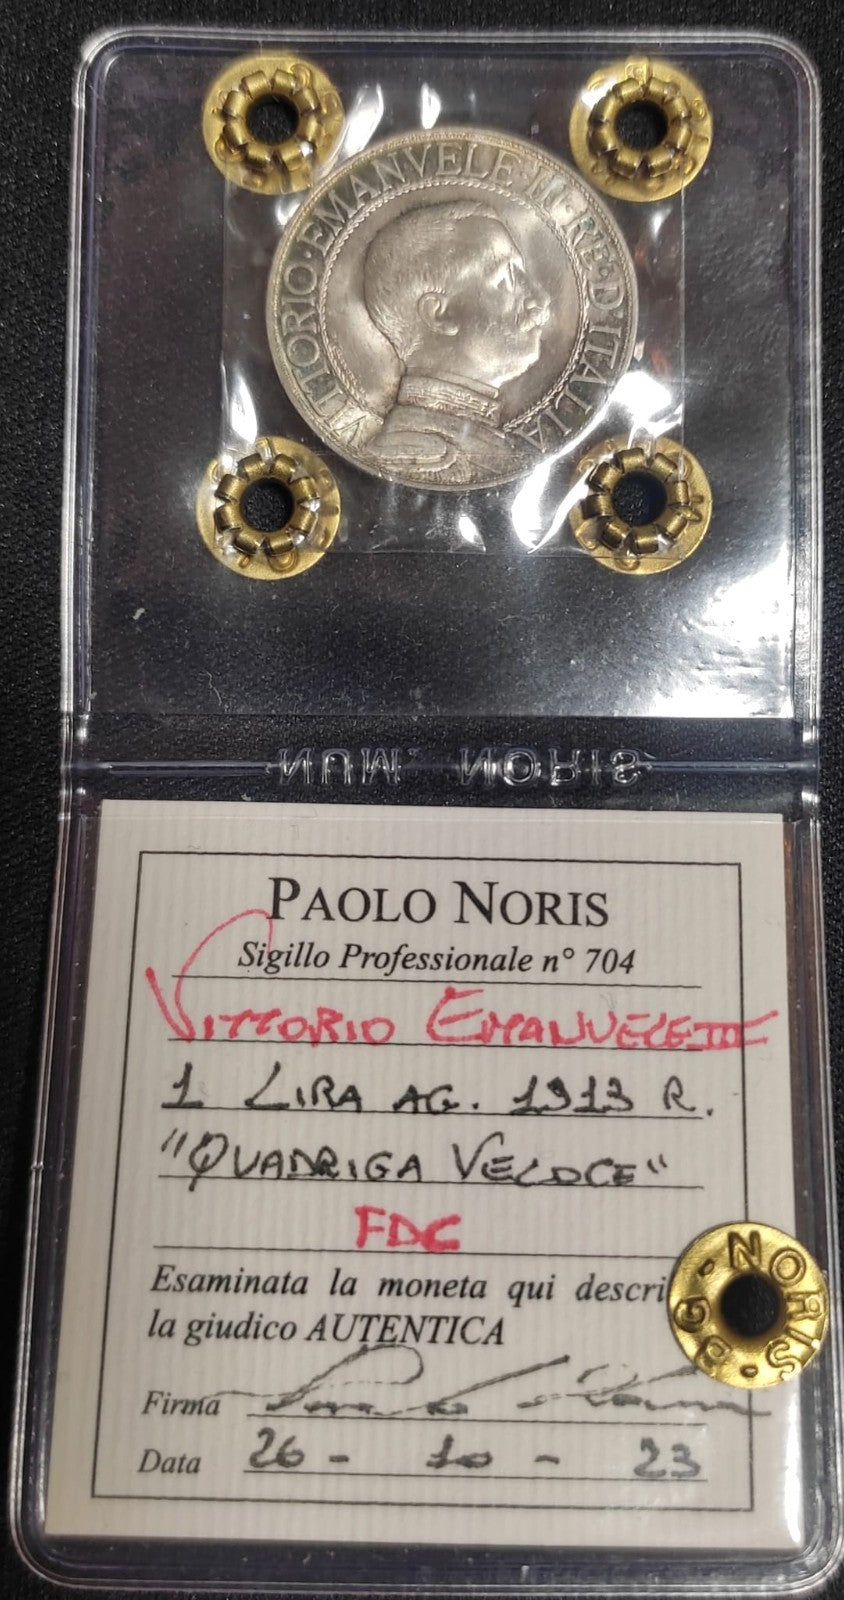 VITTORIO·EMANVELE·III·RE·D'ITALIA
NUM. NORIS
PAOLO NORIS
Sigillo Professionale n° 704
VITTORIO EMANUELE III
1 LIRA AG. 1913 R.
"QUADRIGA VELOCE"
FDC
Esaminata la moneta qui descri
la giudico AUTENTICA
Firma
Data 26 - 10 - 23
NORIS · BG ·